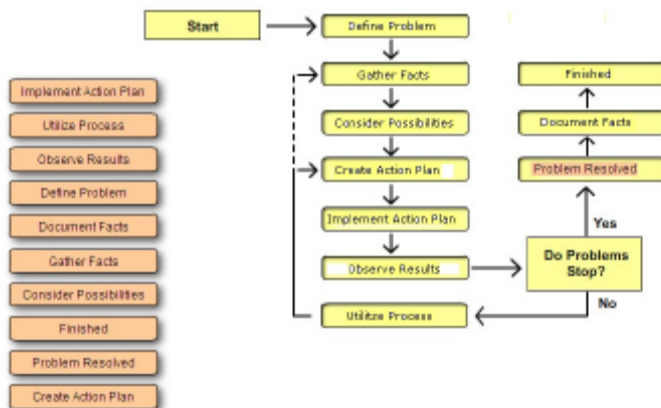 Start
Define Problem
Gather Facts
Finished
Implement Action Plan
Utilize Process
Consider Possibilities
Document Facts
Observe Results
Create Action Plan
Problem Resolved
Define Problem
Document Facts
Implement Action Plan
Yes
Gather Facts
Observe Results
Do Problems
Stop?
Consider Possibilities
No
Finished
Utilitze Process
Problem Resolved
Create Action Plan